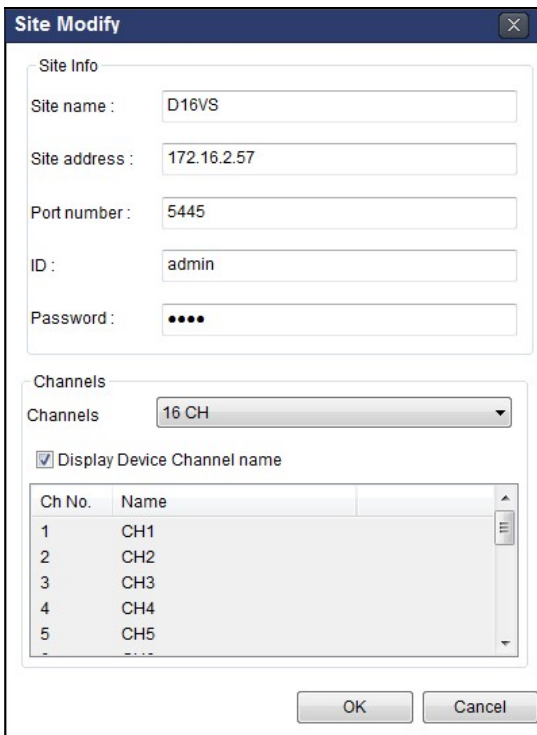 Site Modify
Site Info
Site name : D16VS
Site address : 172.16.2.57
Port number : 5445
ID : admin
Password : ●●●●
Channels
Channels 16 CH
Display Device Channel name
Ch No. Name
1 CH1
2 CH2
3 CH3
4 CH4
5 CH5
OK Cancel